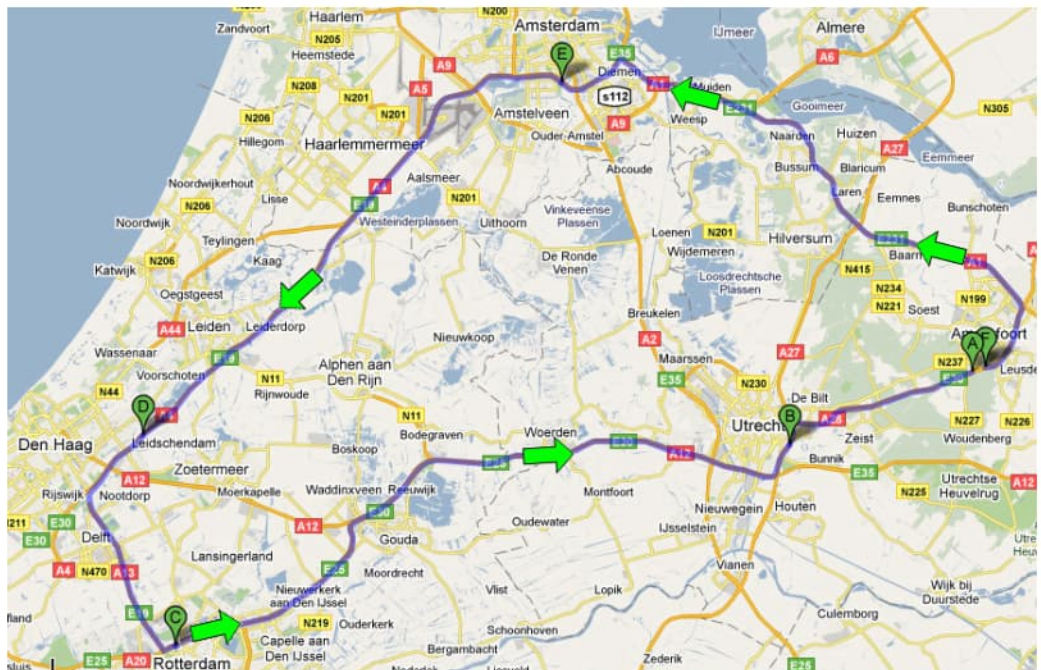 Zandvoort
Haarlem
N200
Amsterdam
IJmeer
Almere
N205
Heemstede
E35
A6
A9
E
Diemen
N208
A5
A1
Muiden
N201
s112
E231
Gooimeer
N305
N206
N201
Amstelveen
Weesp
A9
Hillegom
Ouder-Amstel
Naarden
Huizen
A27
Haarlemmermeer
Abcoude
Bussum
Blaricum
Eemmeer
Aalsmeer
Noordwijkerhout
Lisse
A4
N201
Laren
Eemnes
Bunschoten
N206
Westeinderplassen
Uithoorn
Vinkeveense
Plassen
Noordwijk
Loenen
N201
Teylingen
Wijdemeren
Hilversum
Baarn
A1
De Ronde
Venen
Katwijk
N206
Kaag
Loosdrechtsche
Plassen
N415
N234
N199
Oegstgeest
N221
Soest
Leiden
Leiderdorp
Breukelen
A44
Nieuwkoop
A2
A
F
Wassenaar
Maarssen
A27
N237
Leusde
Voorschoten
Alphen aan
Den Rijn
E35
N230
N44
N11
Rijnwoude
De Bilt
D
N11
B
N227
N226
Den Haag
Leidschendam
Bodegraven
Woerden
E30
Utrecht
Zeist
Woudenberg
Boskoop
A12
Bunnik
E35
Zoetermeer
A12
Utrechtse
Heuvelrug
A12
Rijswijk
Nootdorp
Moerkapelle
Waddinxveen
Reeuwijk
Montfoort
N225
E30
Nieuwegein
Houten
E30
Delft
A12
Gouda
Oudewater
IJsselstein
A4
N470
A13
Lansingerland
E25
Moordrecht
Vianen
Nieuwerkerk
aan Den IJssel
Vlist
Lopik
Wijk bij
Duurstede
C
N219
Ouderkerk
Culemborg
Schoonhoven
E25
A20
Rotterdam
Capelle aan
Den IJssel
Bergambacht
Zederik
E25